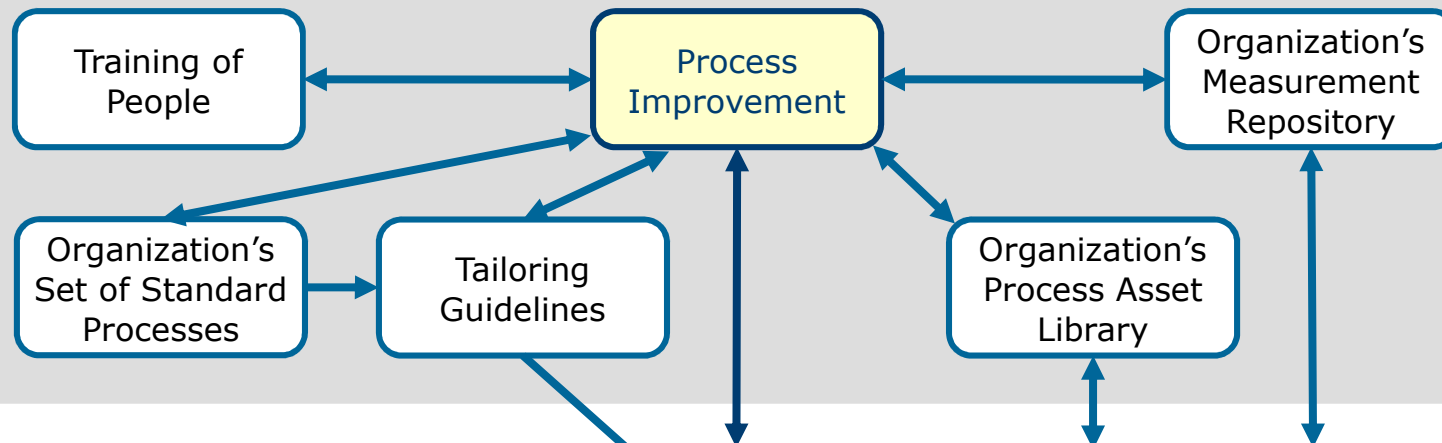 Training of
People
Process
Improvement
Organization’s
Measurement
Repository
Organization’s
Set of Standard
Processes
Tailoring
Guidelines
Organization’s
Process Asset
Library